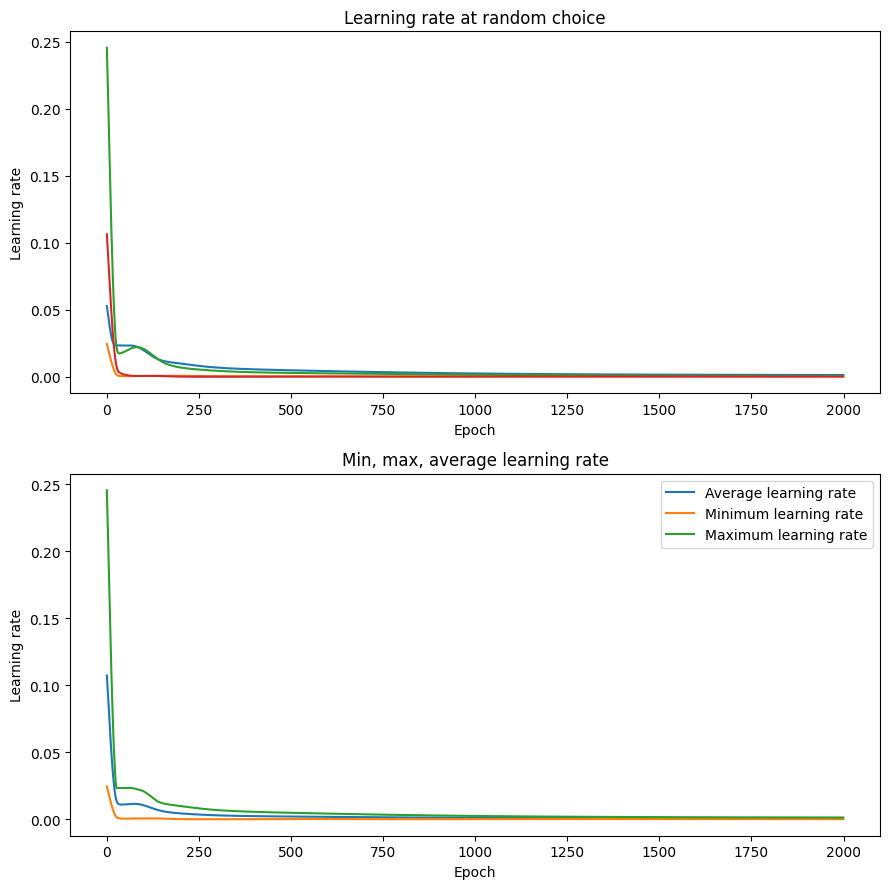 Learning rate at random choice
0.25
0.20
0.15
0.10
0.05
0.00
Learning rate
0 250 500 750 1000 1250 1500 1750 2000
Epoch
Min, max, average learning rate
0.25
0.20
0.15
0.10
0.05
0.00
Learning rate
Average learning rate
Minimum learning rate
Maximum learning rate
0 250 500 750 1000 1250 1500 1750 2000
Epoch